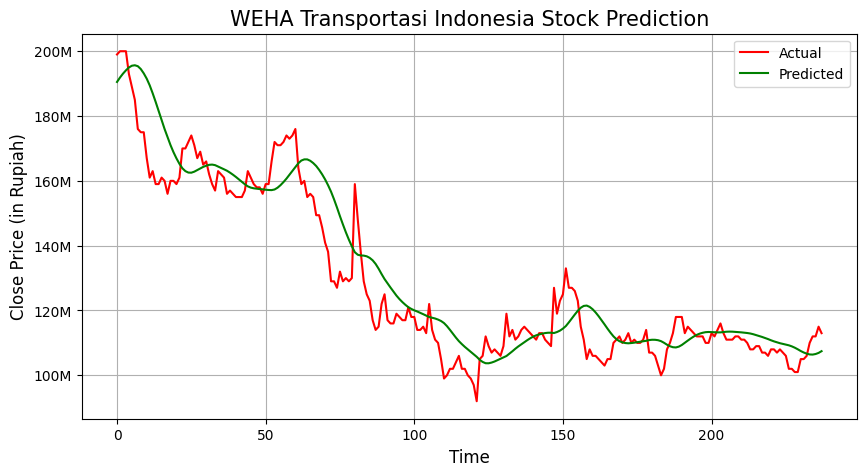 WEHA Transportasi Indonesia Stock Prediction
Actual
Predicted
Close Price (in Rupiah)
200M
180M
160M
140M
120M
100M
0
50
100
150
200
Time